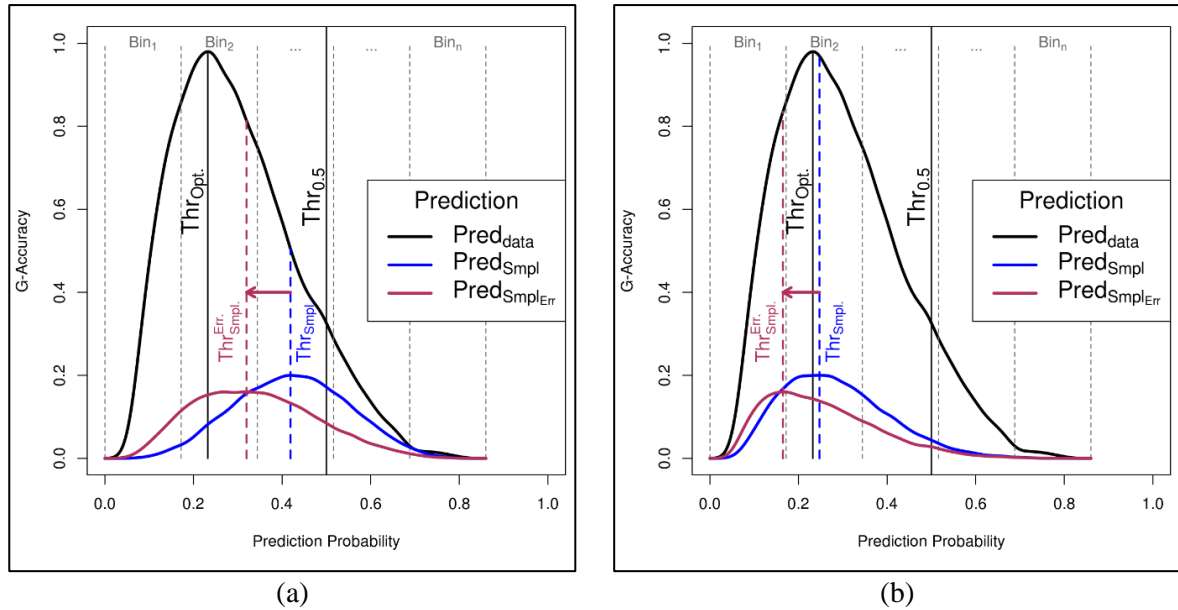 Bin1 Bin2 ... ... Binn
G-Accuracy
0.0 0.2 0.4 0.6 0.8 1.0
ThrOpt.
Thr0.5
ThrErr.Smpl.
ThrSmpl.
Prediction
Preddata
PredSmpl
PredSmplErr
0.0 0.2 0.4 0.6 0.8 1.0
Prediction Probability
(a)
Bin1 Bin2 ... ... Binn
G-Accuracy
0.0 0.2 0.4 0.6 0.8 1.0
ThrOpt.
Thr0.5
ThrErr.Smpl.
ThrSmpl.
Prediction
Preddata
PredSmpl
PredSmplErr
0.0 0.2 0.4 0.6 0.8 1.0
Prediction Probability
(b)